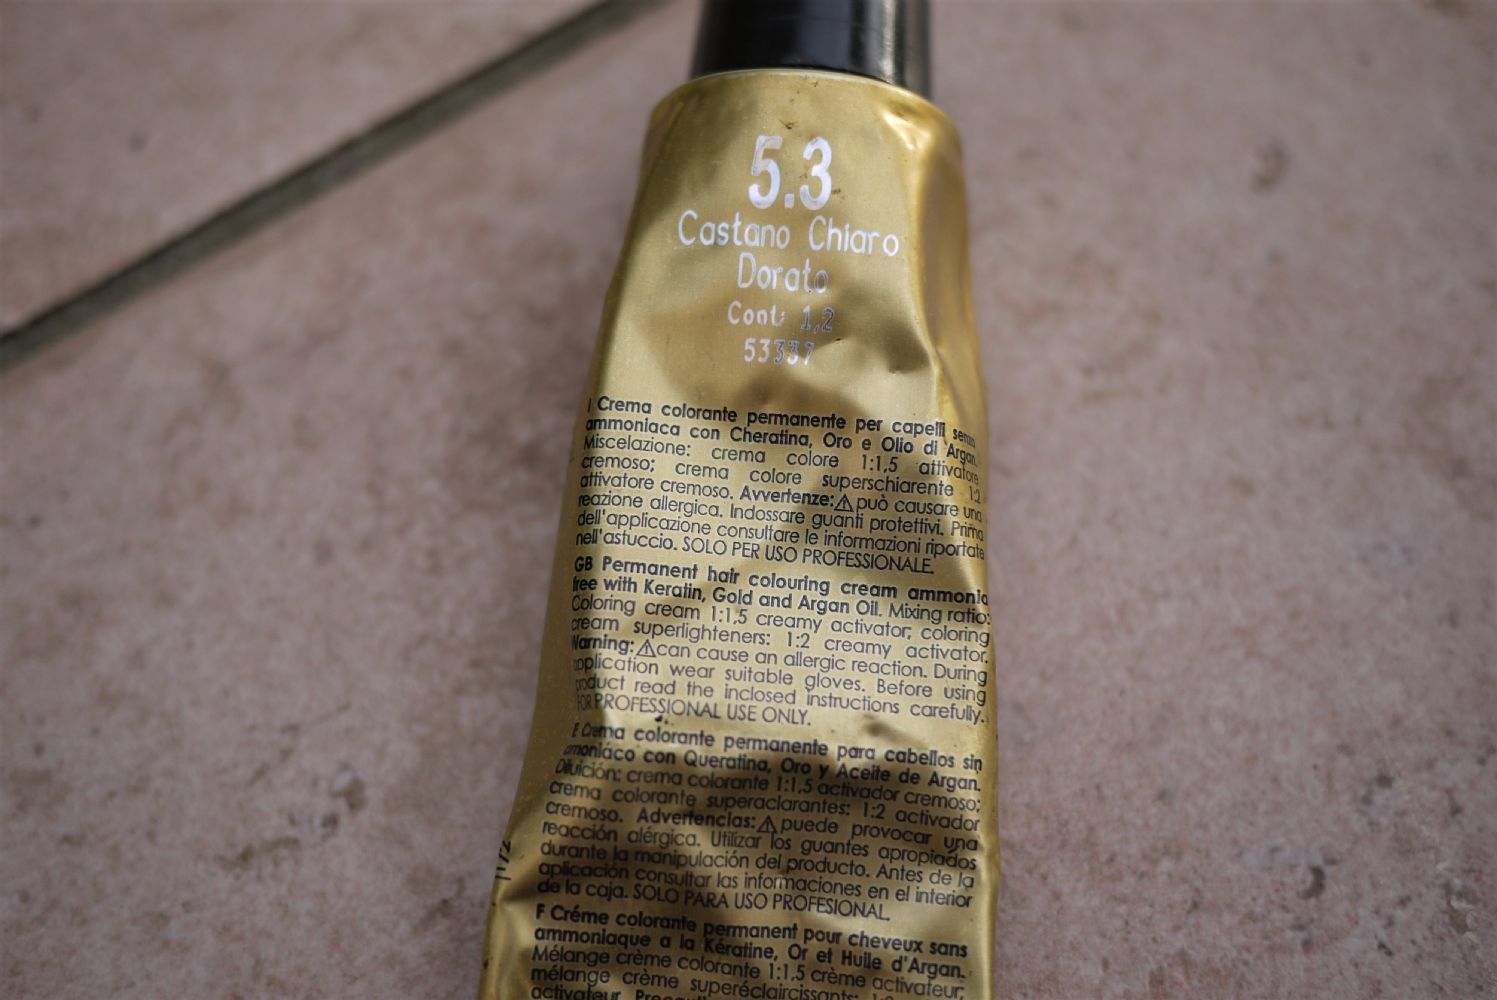 5.3
Castano Chiaro
Dorato
Cont: 1,2
53337
I Crema colorante permanente per capelli senza
ammoniaca con Cheratina, Oro e Olio di Argan.
Miscelazione: crema colore 1:1,5 attivatore
cremoso; crema colore superschiarente 1:2
attivatore cremoso. Avvertenze:⚠può causare una
reazione allergica. Indossare guanti protettivi. Prima
dell'applicazione consultare le informazioni riportate
nell'astuccio. SOLO PER USO PROFESSIONALE.
GB Permanent hair colouring cream ammonia
free with Keratin, Gold and Argan Oil. Mixing ratio:
Coloring cream 1:1,5 creamy activator; coloring
cream superlighteners: 1:2 creamy activator.
Warning:⚠can cause an allergic reaction. During
application wear suitable gloves. Before using
product read the inclosed instructions carefully.
FOR PROFESSIONAL USE ONLY.
E Crema colorante permanente para cabellos sin
amoniáco con Queratina, Oro y Aceite de Argan.
Diluición: crema colorante 1:1,5 activador cremoso;
crema colorante superaclarantes: 1:2 activador
cremoso. Advertencias:⚠puede provocar una
reacción alérgica. Utilizar los guantes apropiados
durante la manipulación del producto. Antes de la
aplicación consultar las informaciones en el interior
de la caja. SOLO PARA USO PROFESIONAL.
1/2
F Créme colorante permanent pour cheveux sans
ammoniaque a la Kératine, Or et Huile d'Argan.
Mélange crème colorante 1:1,5 crème activateur;
mélange crème superéclaircissants:
activateur.